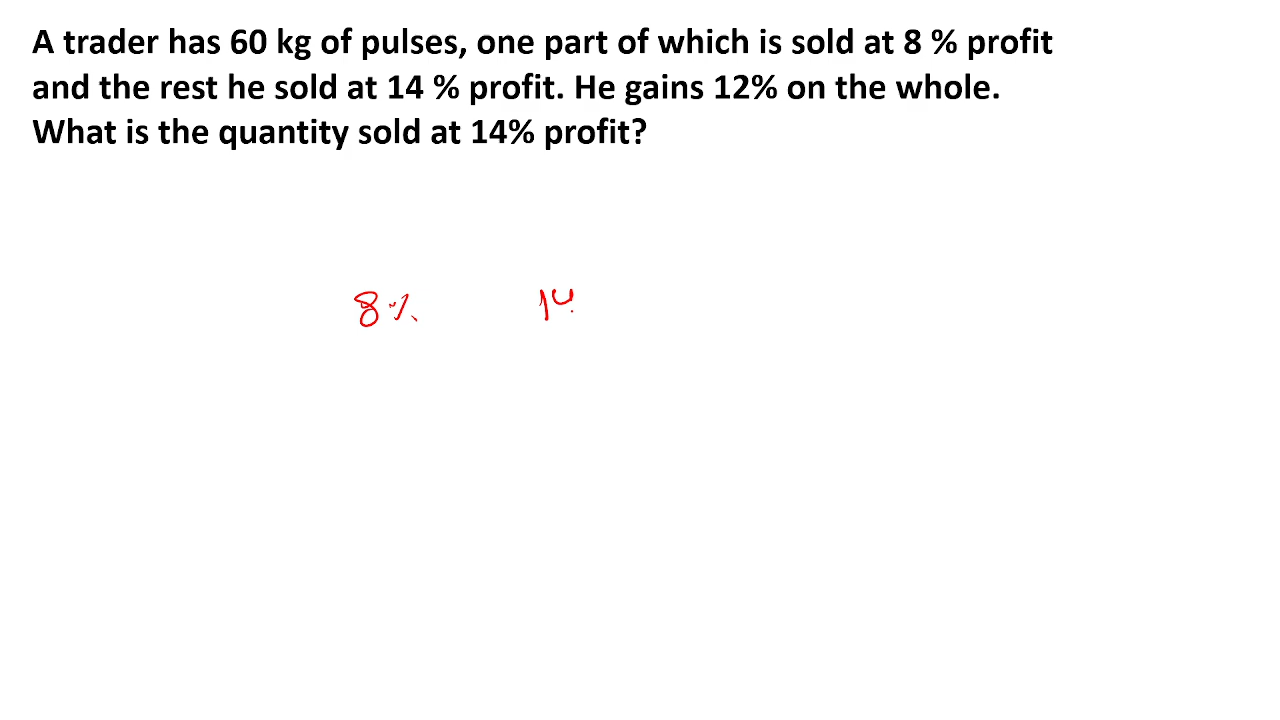 A trader has 60 kg of pulses, one part of which is sold at 8 % profit
and the rest he sold at 14 % profit. He gains 12% on the whole.
What is the quantity sold at 14% profit?
8% 14